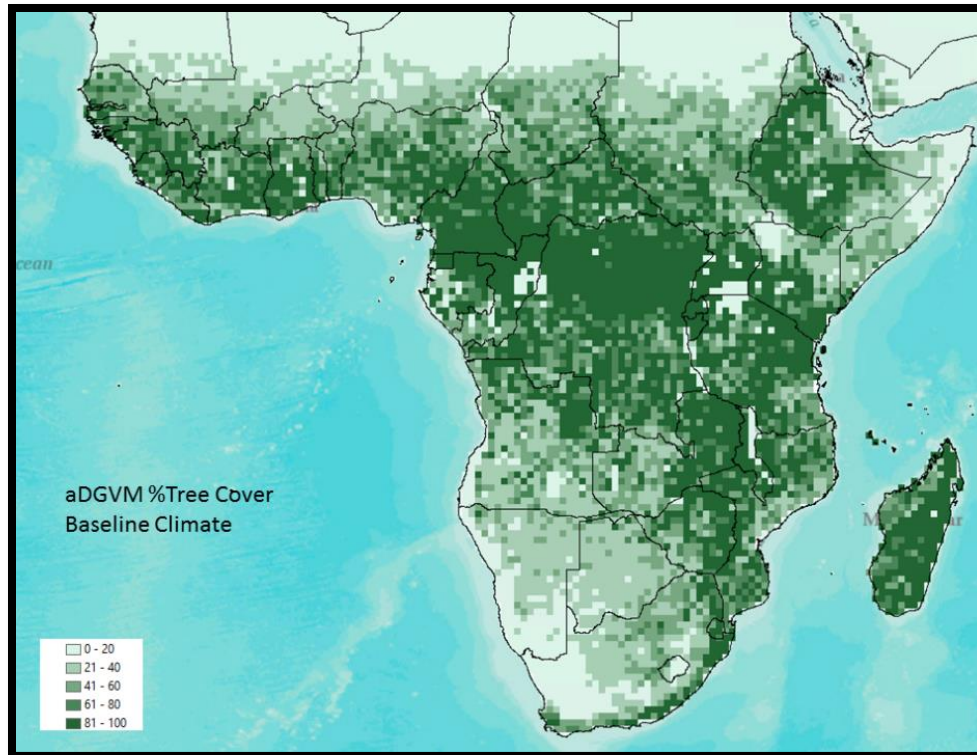 cean
aDGVM %Tree Cover
Baseline Climate
0 - 20
21 - 40
41 - 60
61 - 80
81 - 100